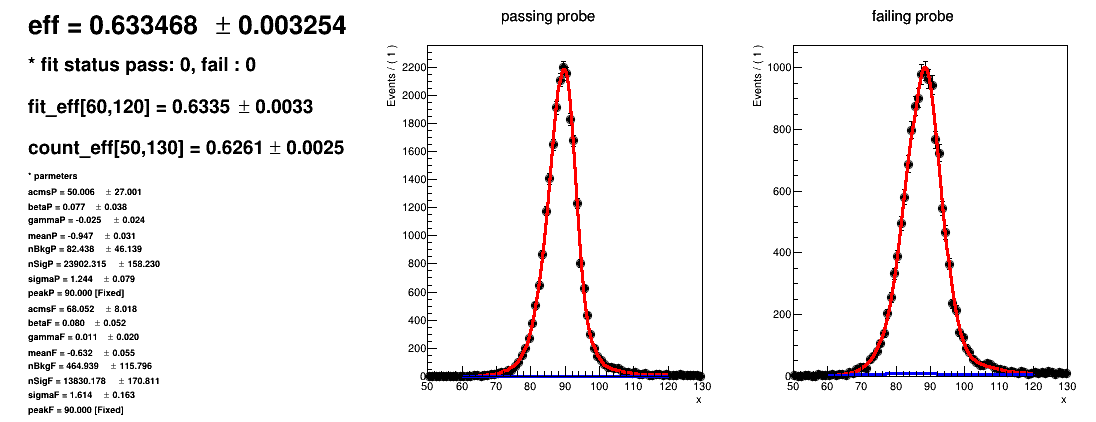 eff = 0.633468 ± 0.003254
* fit status pass: 0, fail : 0
fit_eff[60,120] = 0.6335 ± 0.0033
count_eff[50,130] = 0.6261 ± 0.0025
* parmeters
acmsP = 50.006 ± 27.001
betaP = 0.077 ± 0.038
gammaP = -0.025 ± 0.024
meanP = -0.947 ± 0.031
nBkgP = 82.438 ± 46.139
nSigP = 23902.315 ± 158.230
sigmaP = 1.244 ± 0.079
peakP = 90.000 [Fixed]
acmsF = 68.052 ± 8.018
betaF = 0.080 ± 0.052
gammaF = 0.011 ± 0.020
meanF = -0.632 ± 0.055
nBkgF = 464.939 ± 115.796
nSigF = 13830.178 ± 170.811
sigmaF = 1.614 ± 0.163
peakF = 90.000 [Fixed]
passing probe
Events / ( 1 )
2200
2000
1800
1600
1400
1200
1000
800
600
400
200
0
50 60 70 80 90 100 110 120 130
x
failing probe
Events / ( 1 )
1000
800
600
400
200
0
50 60 70 80 90 100 110 120 130
x